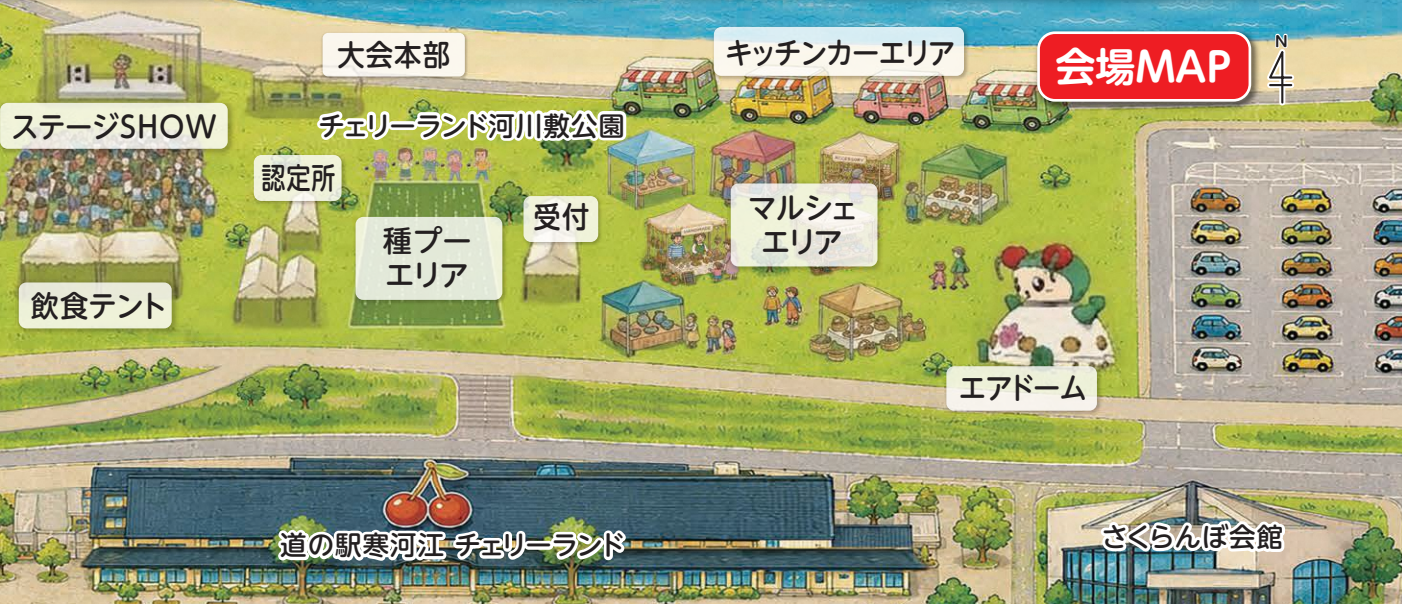 大会本部
キッチンカーエリア
会場MAP
N
ステージSHOW
チェリーランド河川敷公園
認定所
受付
マルシェ
エリア
種プー
エリア
飲食テント
エアドーム
道の駅寒河江 チェリーランド
さくらんぼ会館